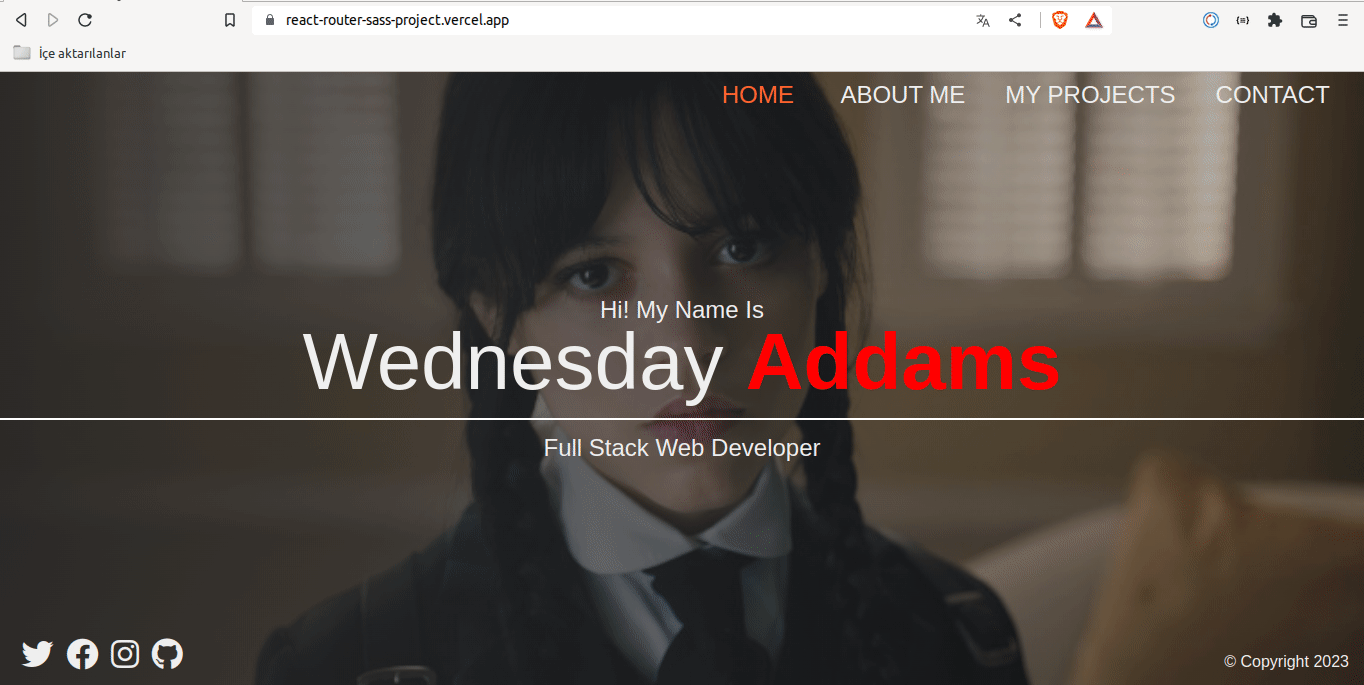 react-router-sass-project.vercel.app
İçe aktarılanlar
HOME ABOUT ME MY PROJECTS CONTACT
Hi! My Name Is
Wednesday Addams
Full Stack Web Developer
© Copyright 2023